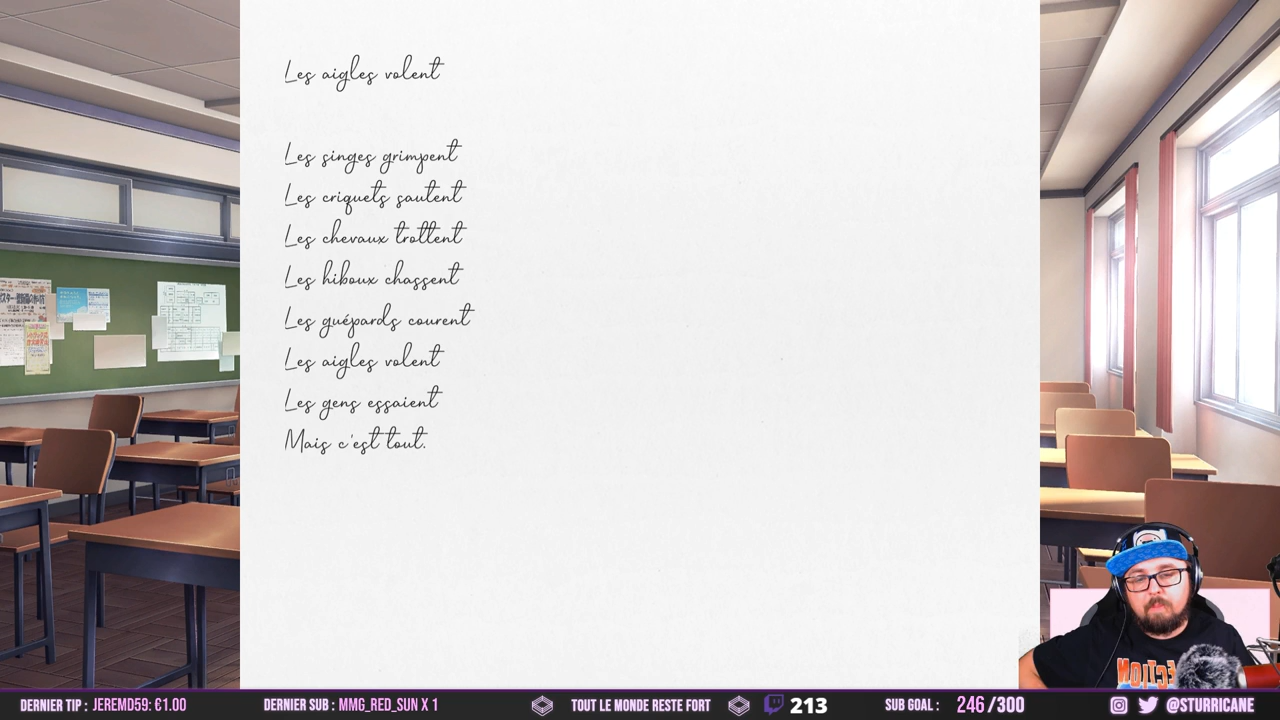 Les aigles volent
Les singes grimpent
Les criquets sautent
Les chevaux trottent
Les hiboux chassent
Les guépards courent
Les aigles volent
Les gens essaient
Mais c'est tout.
DERNIER TIP : JEREMD59: €1.00 DERNIER SUB : MMG_RED_SUN X 1 TOUT LE MONDE RESTE FORT 213 SUB GOAL : 246 /300 @STURRICANE